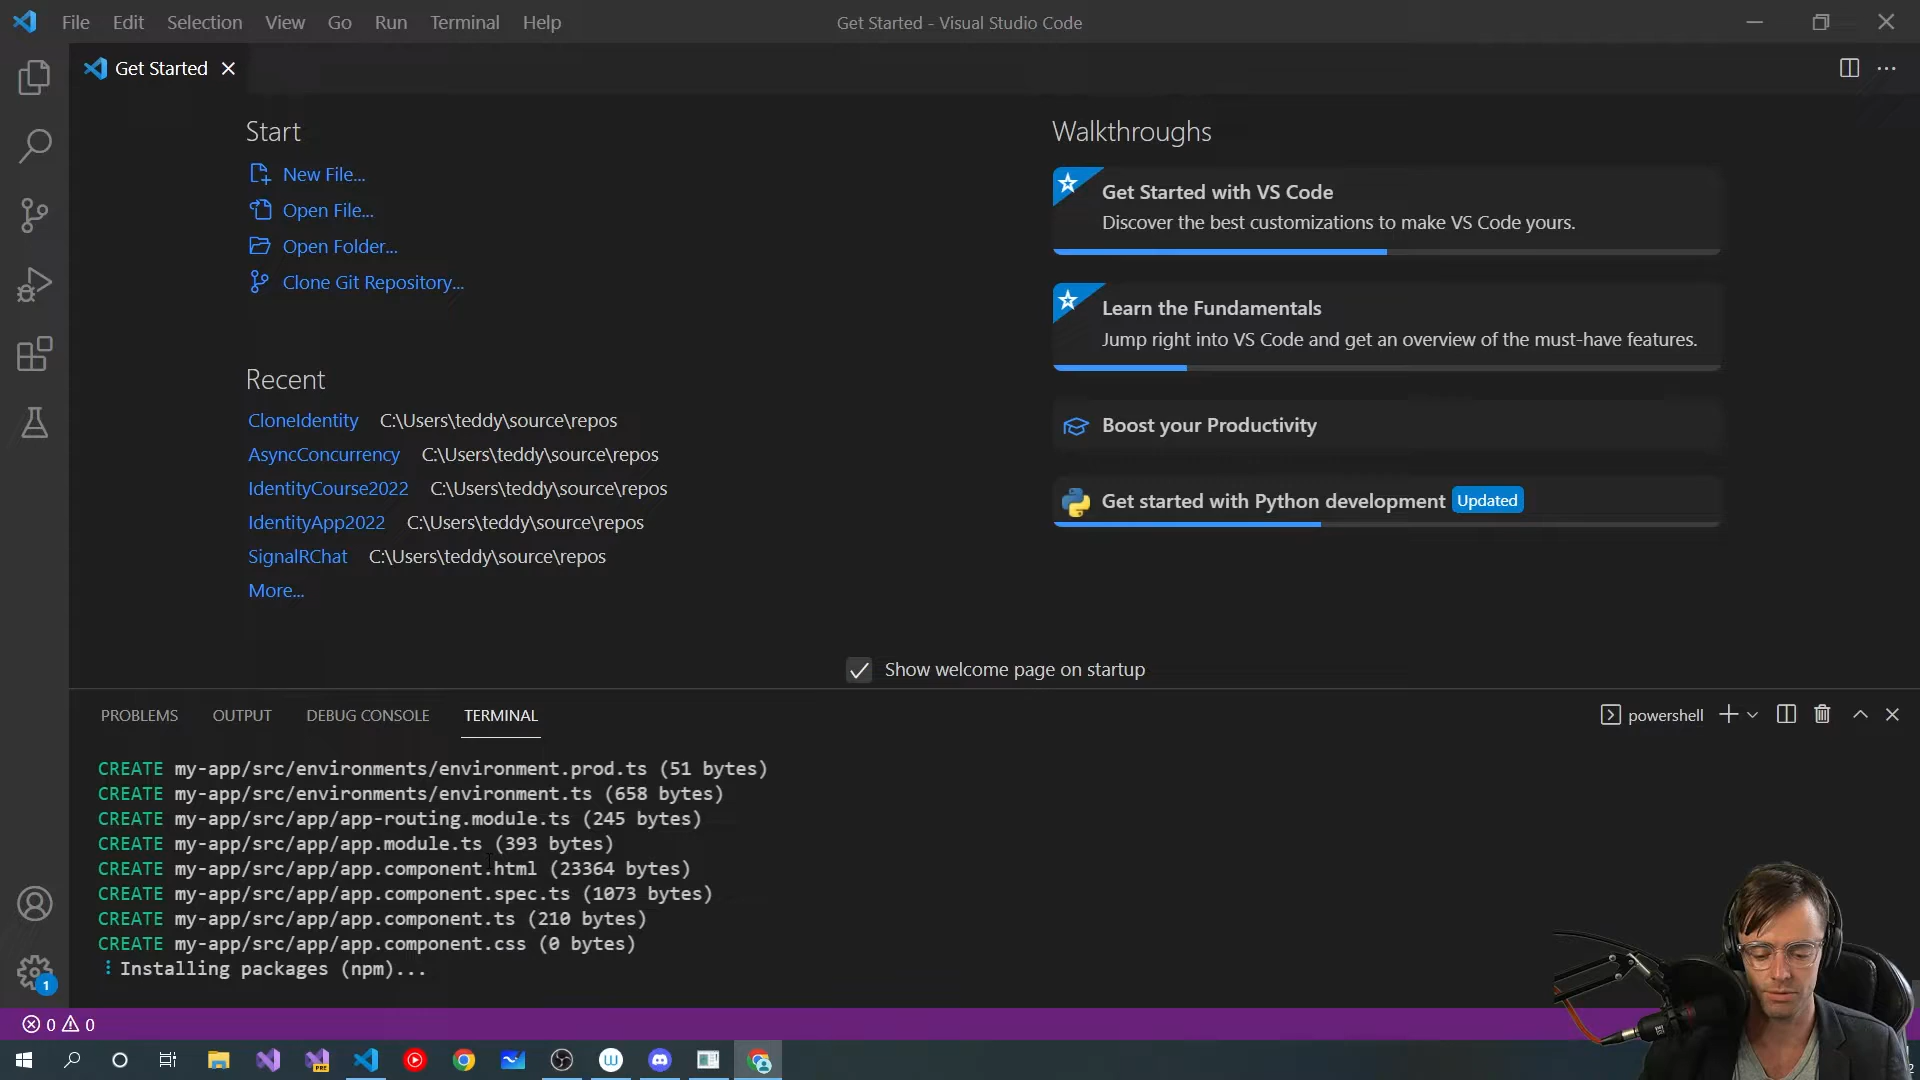 File Edit Selection View Go Run Terminal Help
Get Started - Visual Studio Code
Get Started
Start
New File...
Open File...
Open Folder...
Clone Git Repository...
Recent
CloneIdentity C:\Users\teddy\source\repos
AsyncConcurrency C:\Users\teddy\source\repos
IdentityCourse2022 C:\Users\teddy\source\repos
IdentityApp2022 C:\Users\teddy\source\repos
SignalRChat C:\Users\teddy\source\repos
More...
Walkthroughs
Get Started with VS Code
Discover the best customizations to make VS Code yours.
Learn the Fundamentals
Jump right into VS Code and get an overview of the must-have features.
Boost your Productivity
Get started with Python development Updated
Show welcome page on startup
PROBLEMS OUTPUT DEBUG CONSOLE TERMINAL
powershell
CREATE my-app/src/environments/environment.prod.ts (51 bytes)
CREATE my-app/src/environments/environment.ts (658 bytes)
CREATE my-app/src/app/app-routing.module.ts (245 bytes)
CREATE my-app/src/app/app.module.ts (393 bytes)
CREATE my-app/src/app/app.component.html (23364 bytes)
CREATE my-app/src/app/app.component.spec.ts (1073 bytes)
CREATE my-app/src/app/app.component.ts (210 bytes)
CREATE my-app/src/app/app.component.css (0 bytes)
Installing packages (npm)...
1
0 0
PRE